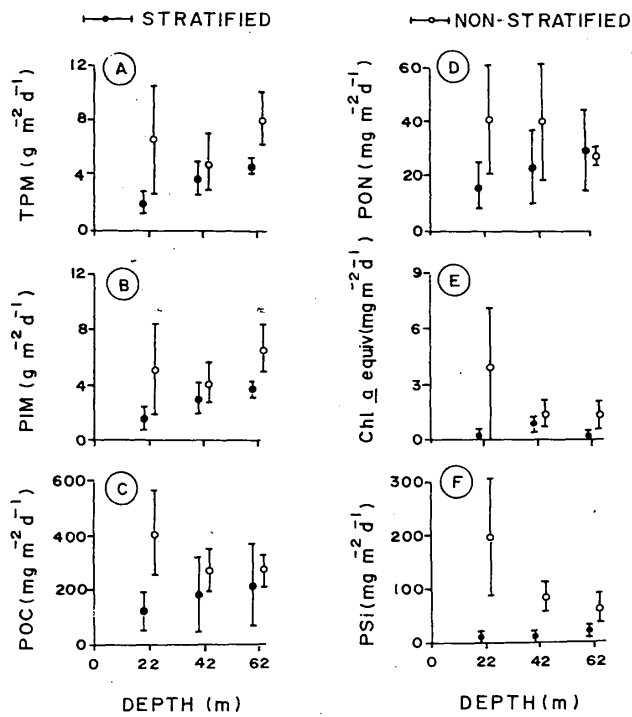 STRATIFIED
NON-STRATIFIED
A
TPM (g m⁻² d⁻¹)
12
8
4
0
22
42
62
B
PIM (g m⁻² d⁻¹)
12
8
4
0
C
POC (mg m⁻² d⁻¹)
600
400
200
0
0
22
42
62
DEPTH (m)
D
PON (mg m⁻² d⁻¹)
60
40
20
0
E
Chl a equiv(mg m⁻² d⁻¹)
9
6
3
0
F
PSi(mg m⁻² d⁻¹)
300
200
100
0
0
22
42
62
DEPTH (m)